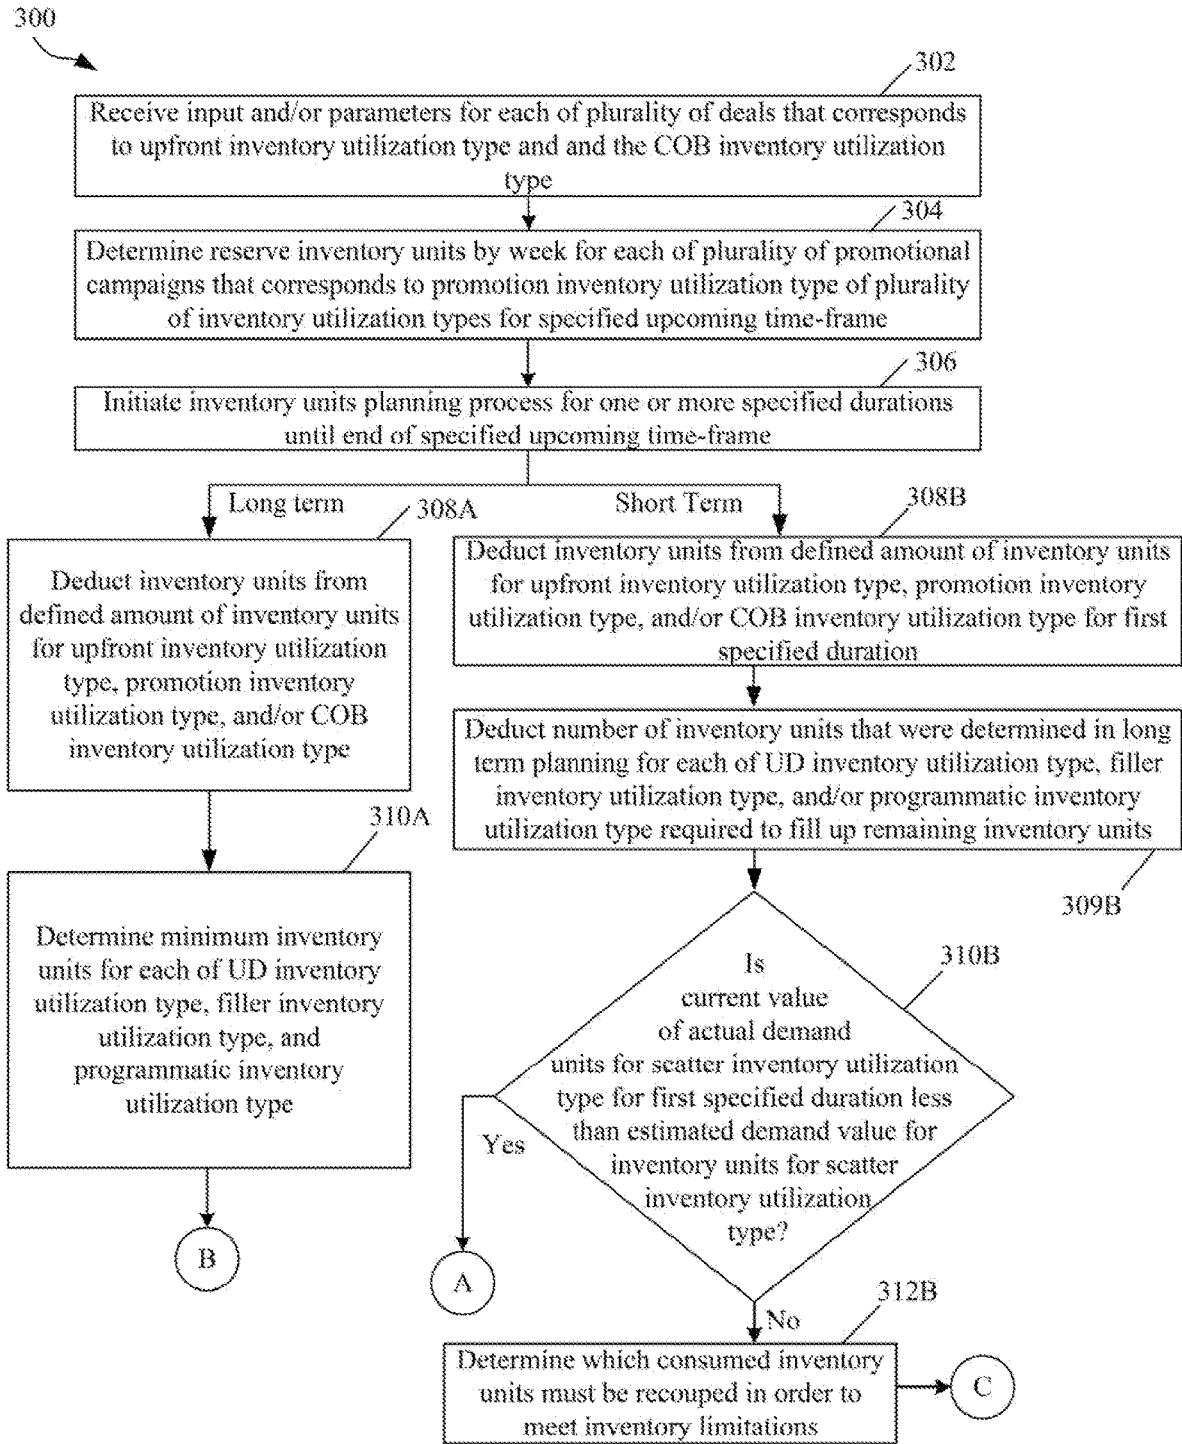 300
302
Receive input and/or parameters for each of plurality of deals that corresponds
to upfront inventory utilization type and and the COB inventory utilization
type
304
Determine reserve inventory units by week for each of plurality of promotional
campaigns that corresponds to promotion inventory utilization type of plurality
of inventory utilization types for specified upcoming time-frame
306
Initiate inventory units planning process for one or more specified durations
until end of specified upcoming time-frame
Long term
308A
Deduct inventory units from
defined amount of inventory units
for upfront inventory utilization
type, promotion inventory
utilization type, and/or COB
inventory utilization type
310A
Determine minimum inventory
units for each of UD inventory
utilization type, filler inventory
utilization type, and
programmatic inventory
utilization type
B
Short Term
308B
Deduct inventory units from defined amount of inventory units
for upfront inventory utilization type, promotion inventory
utilization type, and/or COB inventory utilization type for first
specified duration
Deduct number of inventory units that were determined in long
term planning for each of UD inventory utilization type, filler
inventory utilization type, and/or programmatic inventory
utilization type required to fill up remaining inventory units
309B
310B
Is
current value
of actual demand
units for scatter inventory utilization
type for first specified duration less
than estimated demand value for
inventory units for scatter
inventory utilization
type?
Yes
A
No
312B
Determine which consumed inventory
units must be recouped in order to
meet inventory limitations
C